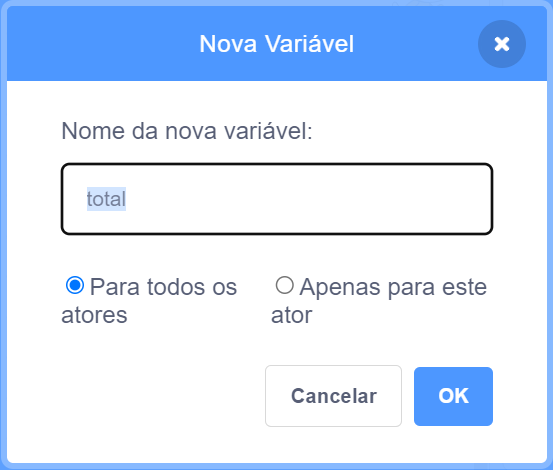 Nova Variável
Nome da nova variável:
total
Para todos os
atores
Apenas para este
ator
Cancelar
OK